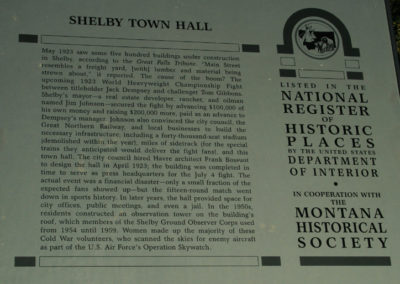 SHELBY TOWN HALL
May 1923 saw some five hundred buildings under construction
in Shelby, according to the Great Falls Tribune. "Main Street
resembles a freight yard, [with] lumber and material being
strewn about," it reported. The cause of the boom? The
upcoming 1923 World Heavyweight Championship Fight
between titleholder Jack Dempsey and challenger Tom Gibbons.
Shelby's mayor—a real estate developer, rancher, and oilman
named Jim Johnson—secured the fight by advancing $100,000 of
his own money and raising $200,000 more, paid as an advance to
Dempsey's manager. Johnson also convinced the city council, the
Great Northern Railway, and local businesses to build the
necessary infrastructure, including a forty-thousand-seat stadium
(demolished within the year), miles of sidetrack (for the special
trains they anticipated would deliver the fight fans), and this
town hall. The city council hired Havre architect Frank Bossuot
to design the hall in April 1923; the building was completed in
time to serve as press headquarters for the July 4 fight. The
actual event was a financial disaster—only a small fraction of the
expected fans showed up—but the fifteen-round match went
down in sports history. In later years, the hall provided space for
city offices, public meetings, and even a jail. In the 1950s,
residents constructed an observation tower on the building's
roof, which members of the Shelby Ground Observer Corps used
from 1954 until 1959. Women made up the majority of these
Cold War volunteers, who scanned the skies for enemy aircraft
as part of the U.S. Air Force's Operation Skywatch.
LISTED IN THE
NATIONAL
REGISTER
OF
HISTORIC
PLACES
BY THE UNITED STATES
DEPARTMENT
OF INTERIOR
IN COOPERATION WITH
THE
MONTANA
HISTORICAL
SOCIETY